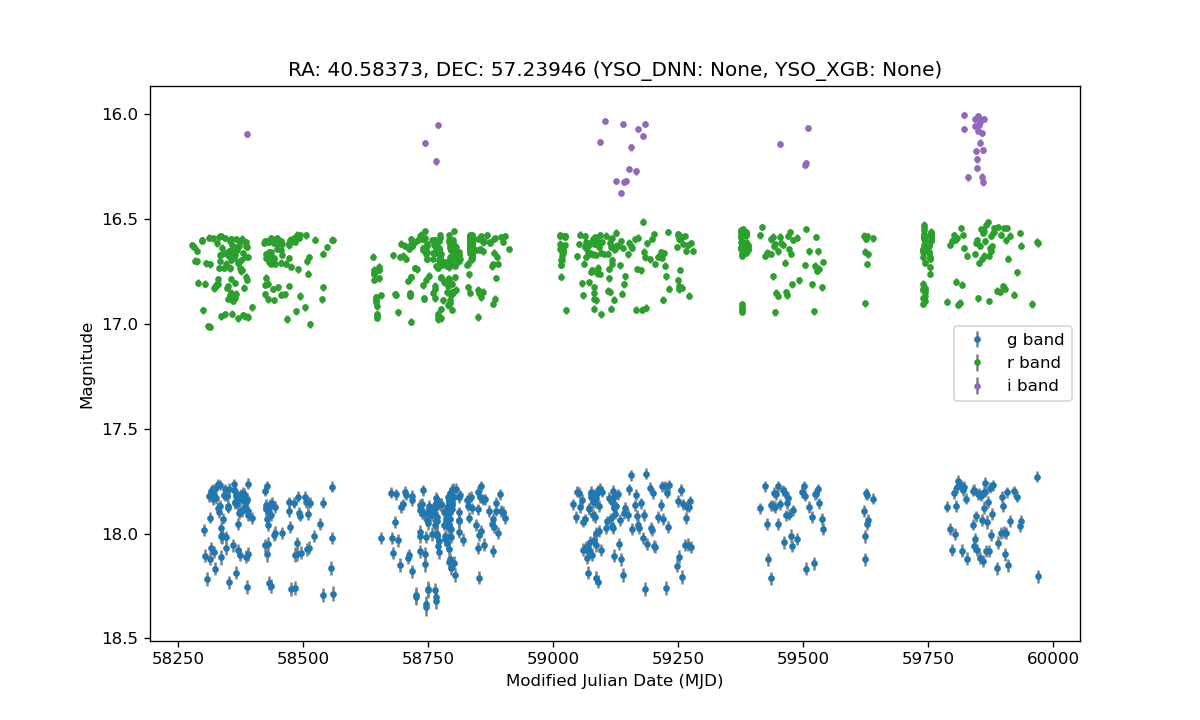 RA: 40.58373, DEC: 57.23946 (YSO_DNN: None, YSO_XGB: None)
16.0
16.5
17.0
17.5
18.0
18.5
Magnitude
g band
r band
i band
58250 58500 58750 59000 59250 59500 59750 60000
Modified Julian Date (MJD)